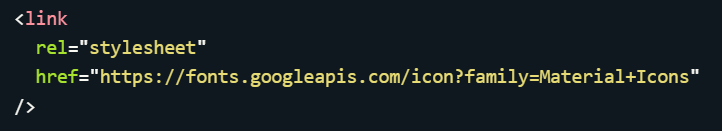 <link
rel="stylesheet"
href="https://fonts.googleapis.com/icon?family=Material+Icons"
/>